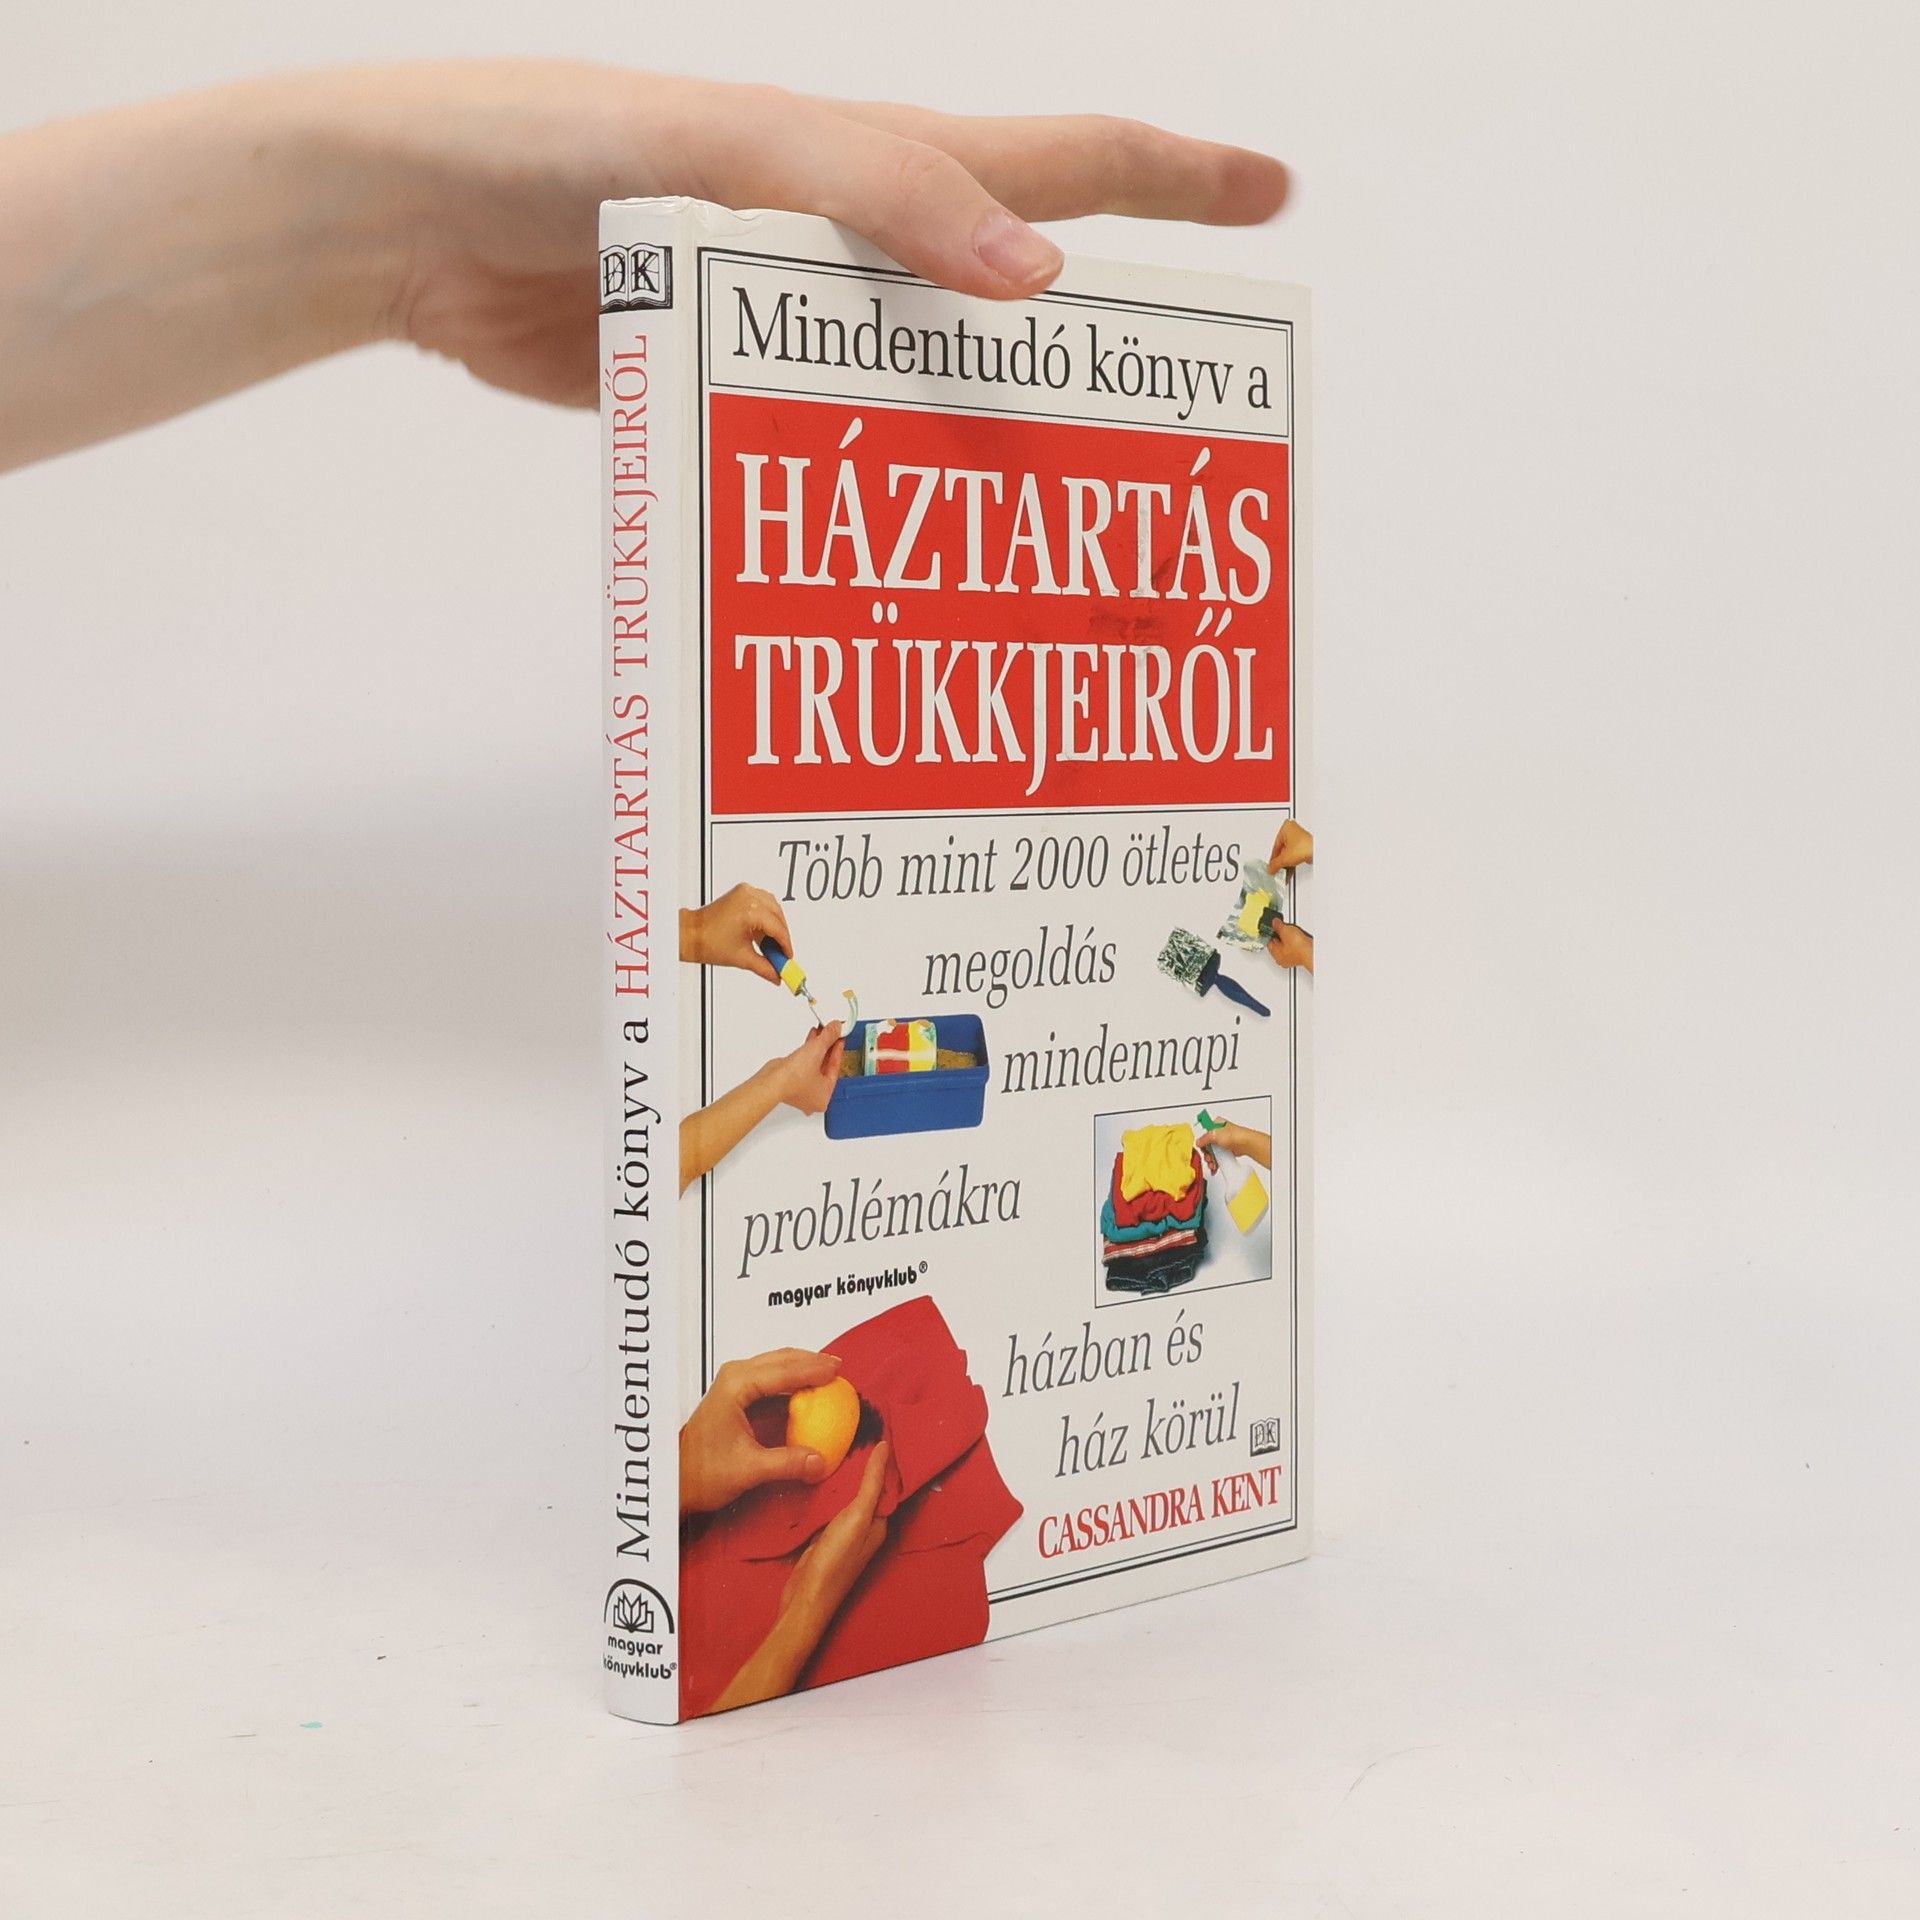 DK
Mindentudó könyv a HÁZTARTÁS TRÜKKJEIRŐL
magyar
könyvklub®
Mindentudó könyv a
HÁZTARTÁS
TRÜKKJEIRŐL
Több mint 2000 ötletes
megoldás
mindennapi
problémákra
magyar könyvklub®
házban és
ház körül
DK
CASSANDRA KENT